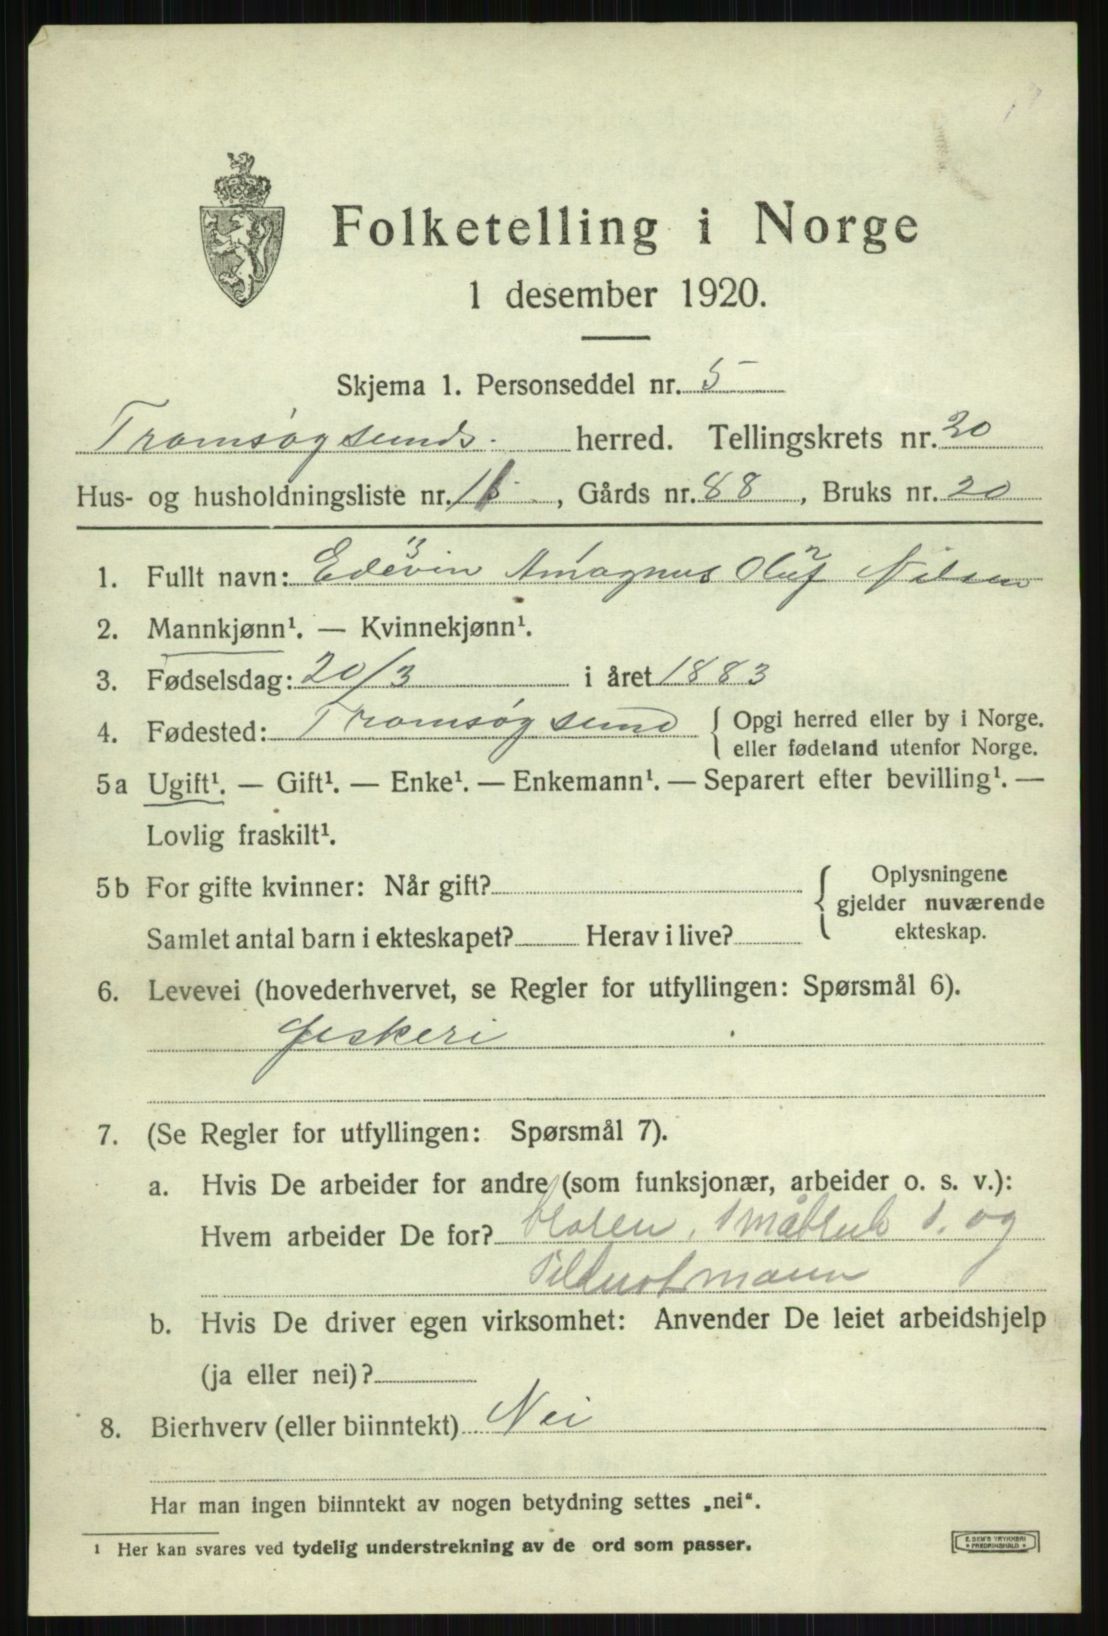 Folketelling i Norge
1 desember 1920.
Skjema 1. Personseddel nr. 5
Tromsøysunds herred. Tellingskrets nr. 20
Hus- og husholdningsliste nr. , Gårds nr. 88, Bruks nr. 20
1. Fullt navn: Edevin Amagnus Oluf Nilsen
2. Mannkjønn¹. — Kvinnekjønn¹.
3. Fødselsdag: 20/3 i året 1883
4. Fødested: Tromsøysund { Opgi herred eller by i Norge,
eller fødeland utenfor Norge.
5a Ugift¹. — Gift¹. — Enke¹. — Enkemann¹. — Separert efter bevilling¹. —
Lovlig fraskilt¹.
5b For gifte kvinner: Når gift?
Samlet antal barn i ekteskapet? Herav i live?
{ Oplysningene
gjelder nuværende
ekteskap.
6. Levevei (hovederhvervet, se Regler for utfyllingen: Spørsmål 6).
fiskeri
7. (Se Regler for utfyllingen: Spørsmål 7).
a. Hvis De arbeider for andre (som funksjonær, arbeider o. s. v.):
Hvem arbeider De for? og
b. Hvis De driver egen virksomhet: Anvender De leiet arbeidshjelp
(ja eller nei)?
8. Bierhverv (eller biinntekt) Nei
Har man ingen biinntekt av nogen betydning settes „nei“.
¹ Her kan svares ved tydelig understrekning av de ord som passer.